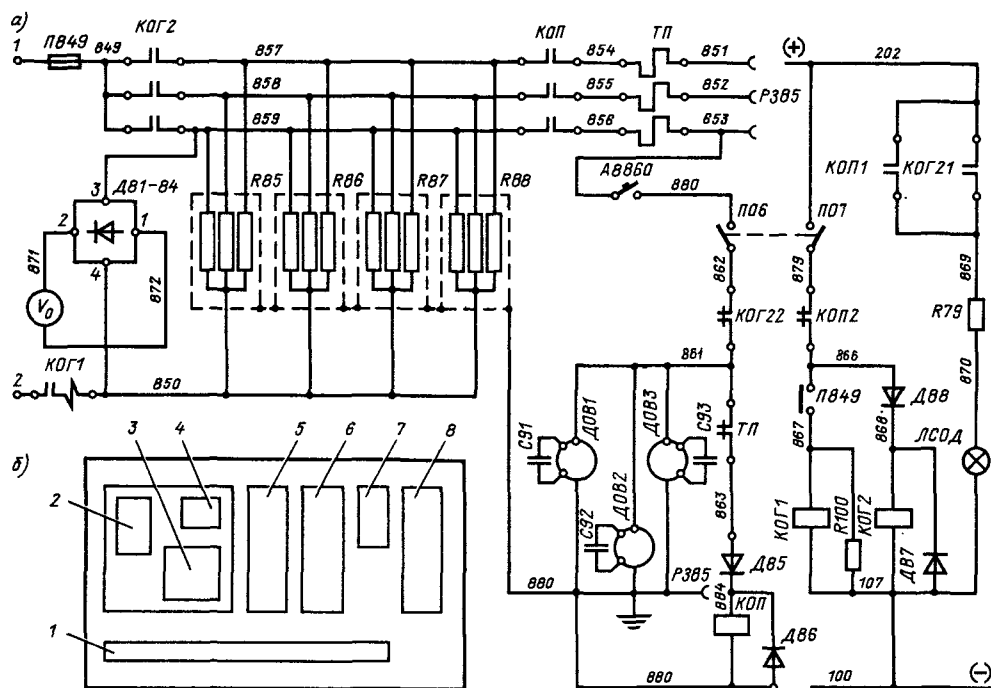 а)
1 П849 849 КОГ2 857 КОП 854 ТП 851 (+) 202
858 855 852 Р385
859 856 853
КОП1 КОГ21
А8860 880
3 Д81-84 R85 R86 R87 R88
2 1
4
871 872
V₀
П06 П07
862 879
869
R79
КОГ22 КОП2
870
КОГ1
2 850
861 866
П849 Д88
867 868
ЛСОД
С91 ДОВ1 ДОВ3 С93 ТП
С92 ДОВ2
863
КОГ1 R100 КОГ2 Д87
Д85
107
880 Р385
884 КОП
Д86
880 100 (-)
б)
3 4 5 6 7 8
2
1